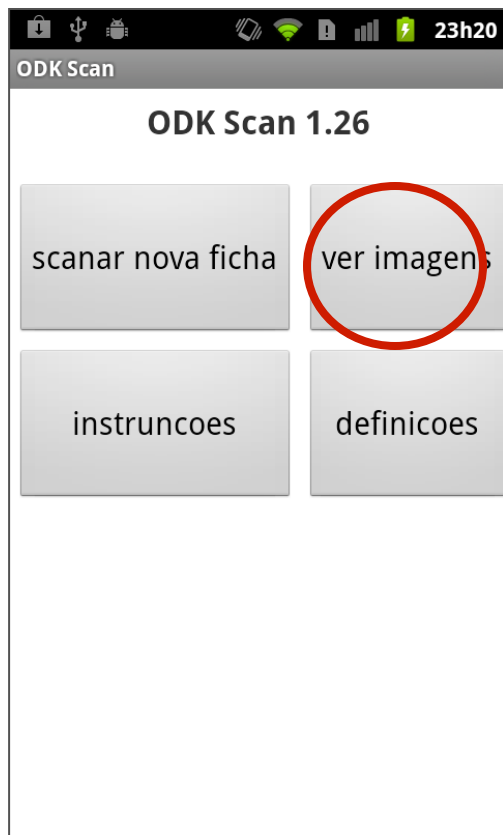 23h20
ODK Scan
ODK Scan 1.26
scanar nova ficha
ver imagens
instruncoes
definicoes